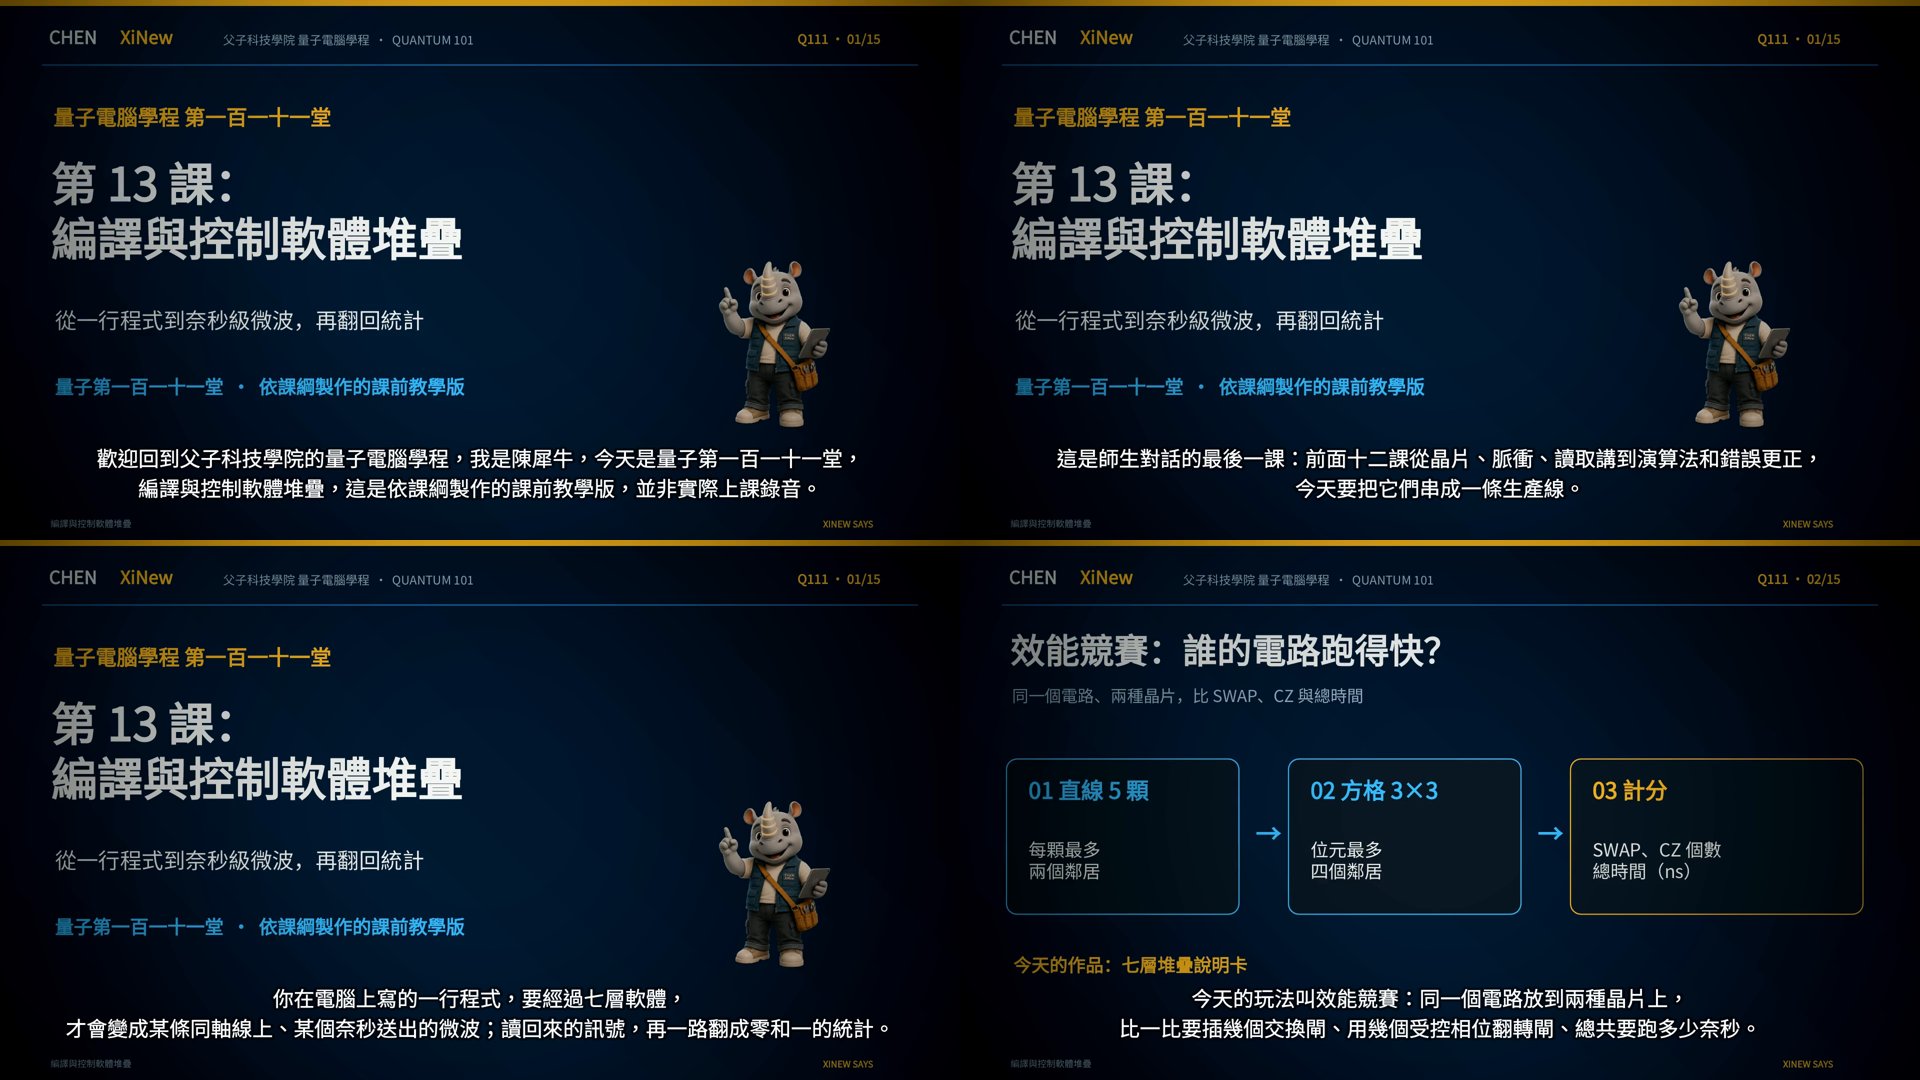 CHEN XiNew 父子科技學院 量子電腦學程 · QUANTUM 101 Q111 · 01/15
量子電腦學程 第一百一十一堂
第 13 課：
編譯與控制軟體堆疊
從一行程式到奈秒級微波，再翻回統計
量子第一百一十一堂 · 依課綱製作的課前教學版
歡迎回到父子科技學院的量子電腦學程，我是陳犀牛，今天是量子第一百一十一堂，
編譯與控制軟體堆疊，這是依課綱製作的課前教學版，並非實際上課錄音。
編譯與控制軟體堆疊 XINEW SAYS
CHEN XiNew 父子科技學院 量子電腦學程 · QUANTUM 101 Q111 · 01/15
量子電腦學程 第一百一十一堂
第 13 課：
編譯與控制軟體堆疊
從一行程式到奈秒級微波，再翻回統計
量子第一百一十一堂 · 依課綱製作的課前教學版
這是師生對話的最後一課：前面十二課從晶片、脈衝、讀取講到演算法和錯誤更正，
今天要把它們串成一條生產線。
編譯與控制軟體堆疊 XINEW SAYS
CHEN XiNew 父子科技學院 量子電腦學程 · QUANTUM 101 Q111 · 01/15
量子電腦學程 第一百一十一堂
第 13 課：
編譯與控制軟體堆疊
從一行程式到奈秒級微波，再翻回統計
量子第一百一十一堂 · 依課綱製作的課前教學版
你在電腦上寫的一行程式，要經過七層軟體，
才會變成某條同軸線上、某個奈秒送出的微波；讀回來的訊號，再一路翻成零和一的統計。
編譯與控制軟體堆疊 XINEW SAYS
CHEN XiNew 父子科技學院 量子電腦學程 · QUANTUM 101 Q111 · 02/15
效能競賽：誰的電路跑得快？
同一個電路、兩種晶片，比 SWAP、CZ 與總時間
01 直線 5 顆
每顆最多
兩個鄰居
→
02 方格 3×3
位元最多
四個鄰居
→
03 計分
SWAP、CZ 個數
總時間（ns）
今天的作品：七層堆疊說明卡
今天的玩法叫效能競賽：同一個電路放到兩種晶片上，
比一比要插幾個交換閘、用幾個受控相位翻轉閘、總共要跑多少奈秒。
編譯與控制軟體堆疊 XINEW SAYS